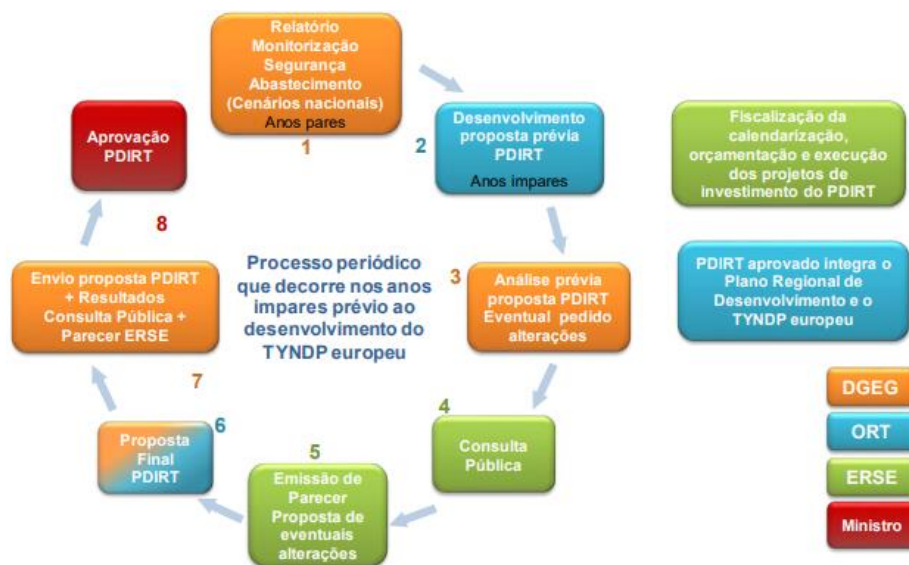 Relatório
Monitorização
Segurança
Abastecimento
(Cenários nacionais)
Anos pares
1
2
Desenvolvimento
proposta prévia
PDIRT
Anos impares
3
Análise prévia
proposta PDIRT
Eventual pedido
alterações
4
Consulta
Pública
5
Emissão de
Parecer
Proposta de
eventuais
alterações
6
Proposta
Final
PDIRT
7
Envio proposta PDIRT
+ Resultados
Consulta Pública +
Parecer ERSE
8
Aprovação
PDIRT
Processo periódico
que decorre nos anos
impares prévio ao
desenvolvimento do
TYNDP europeu
Fiscalização da
calendarização,
orçamentação e execução
dos projetos de
investimento do PDIRT
PDIRT aprovado integra o
Plano Regional de
Desenvolvimento e o
TYNDP europeu
DGEG
ORT
ERSE
Ministro